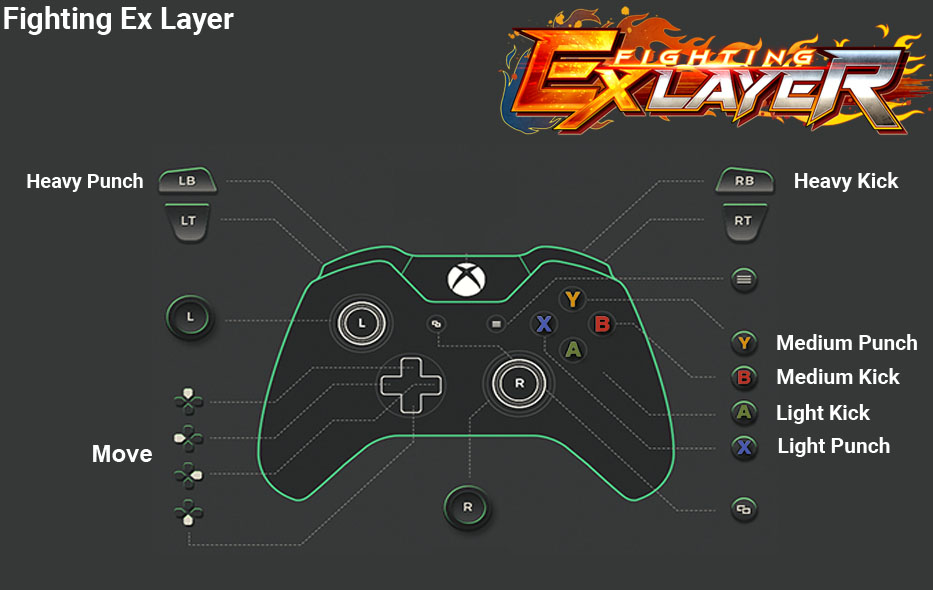 Fighting Ex Layer
FIGHTING
EXLAYER
Heavy Punch
LB
RB
Heavy Kick
LT
RT
L
L
Y
X
B
A
R
Y
Medium Punch
B
Medium Kick
A
Light Kick
X
Light Punch
Move
R